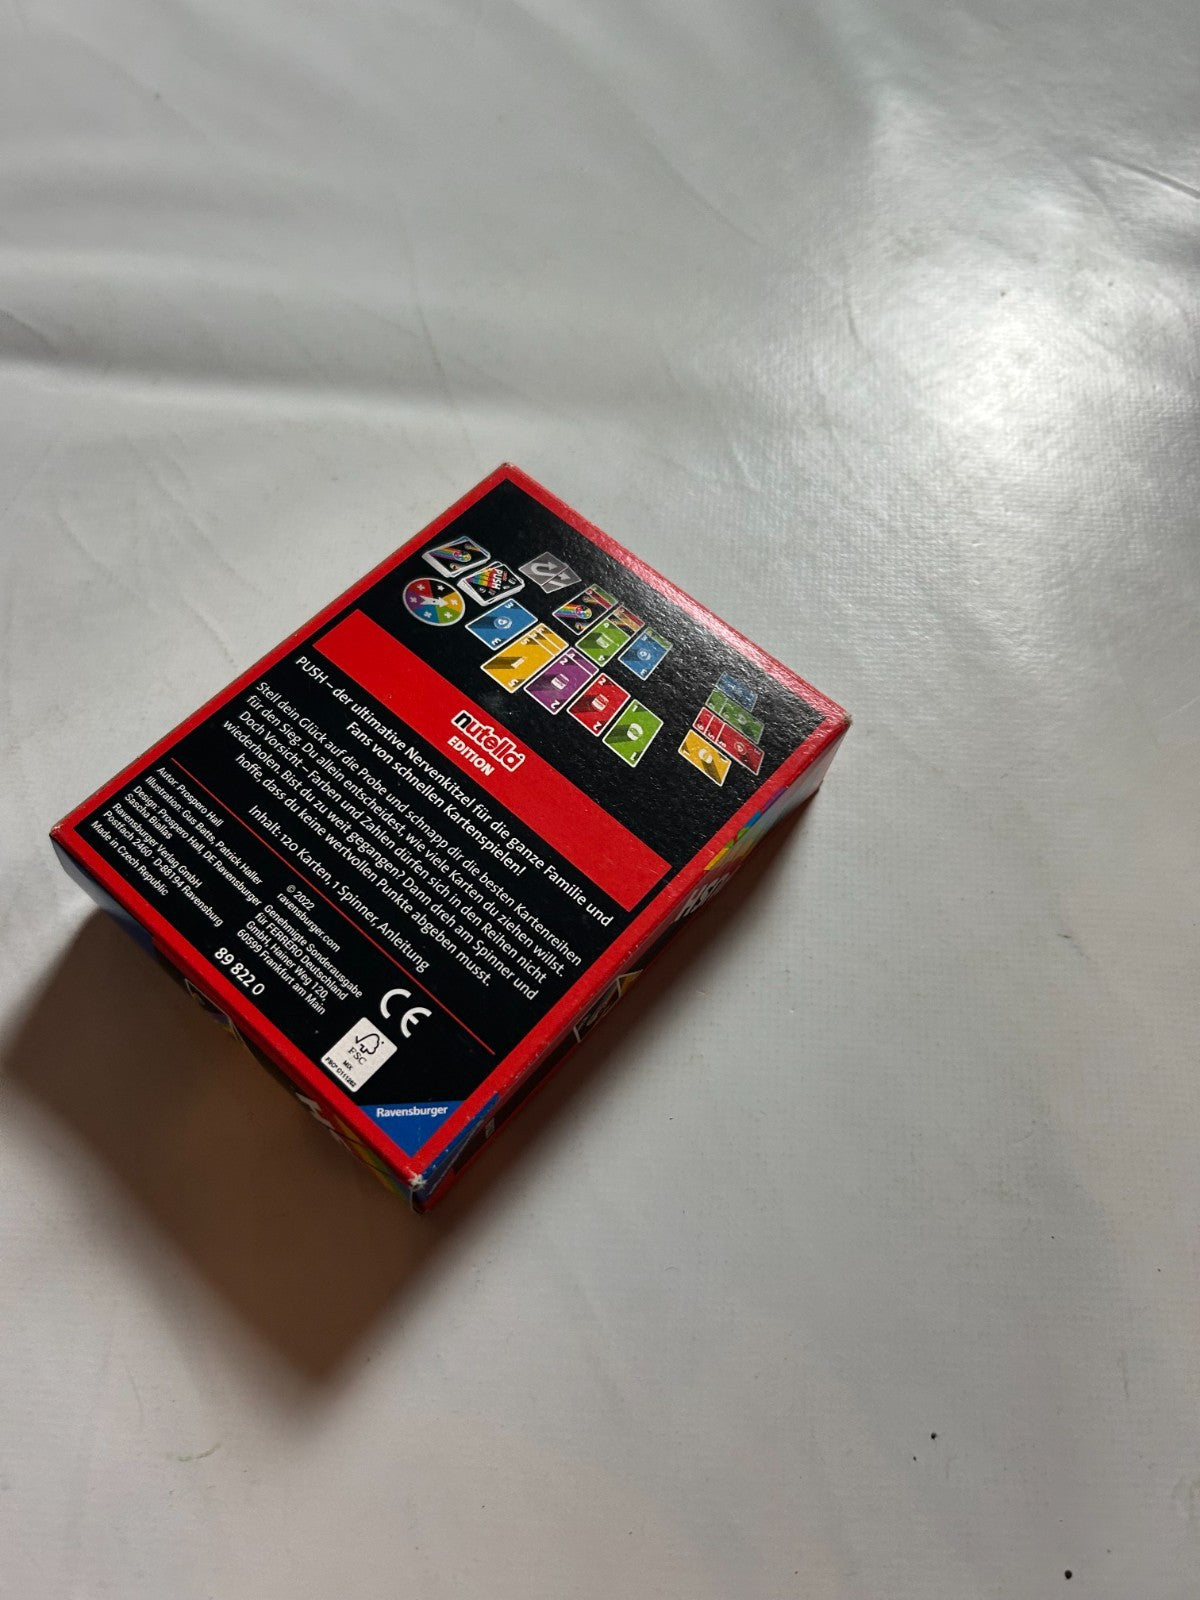 nutella
EDITION
PUSH – der ultimative Nervenkitzel für die ganze Familie und
Fans von schnellen Kartenspielen!
Stell dein Glück auf die Probe und schnapp dir die besten Kartenreihen
für den Sieg. Du allein entscheidest, wie viele Karten du ziehen willst.
Doch Vorsicht – Farben und Zahlen dürfen sich in den Reihen nicht
wiederholen. Bist du zu weit gegangen? Dann dreh am Spinner und
hoffe, dass du keine wertvollen Punkte abgeben musst.
Inhalt: 120 Karten, 1 Spinner, Anleitung
Autor: Prospero Hall
Illustration: Gus Batts, Patrick Haller
Design: Prospero Hall, DE Ravensburger
Sascha Biallas
Ravensburger Verlag GmbH
Postfach 2460 · D-88194 Ravensburg
Made in Czech Republic
© 2022
ravensburger.com
Genehmigte Sonderausgabe
für FERRERO Deutschland
GmbH, Hainer Weg 120,
60599 Frankfurt am Main
89 822 0
CE
FSC
MIX
Ravensburger